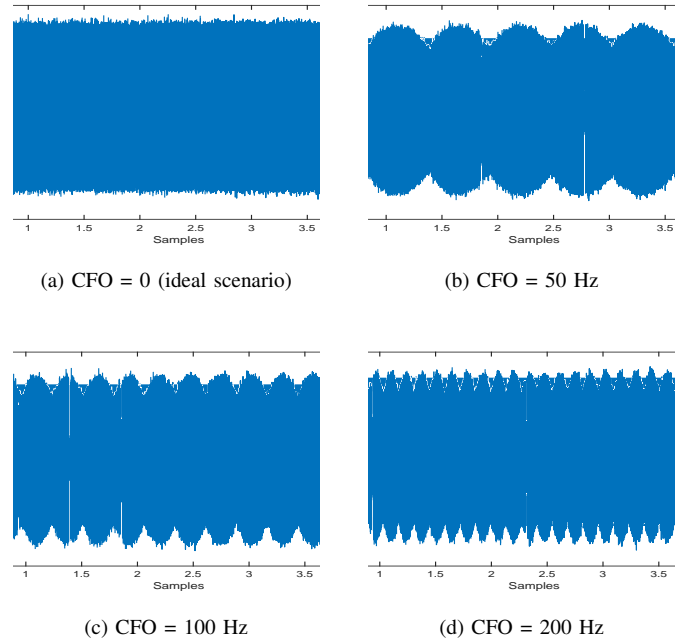 1 1.5 2 2.5 3 3.5
Samples
1 1.5 2 2.5 3 3.5
Samples
(a) CFO = 0 (ideal scenario)
(b) CFO = 50 Hz
1 1.5 2 2.5 3 3.5
Samples
1 1.5 2 2.5 3 3.5
Samples
(c) CFO = 100 Hz
(d) CFO = 200 Hz